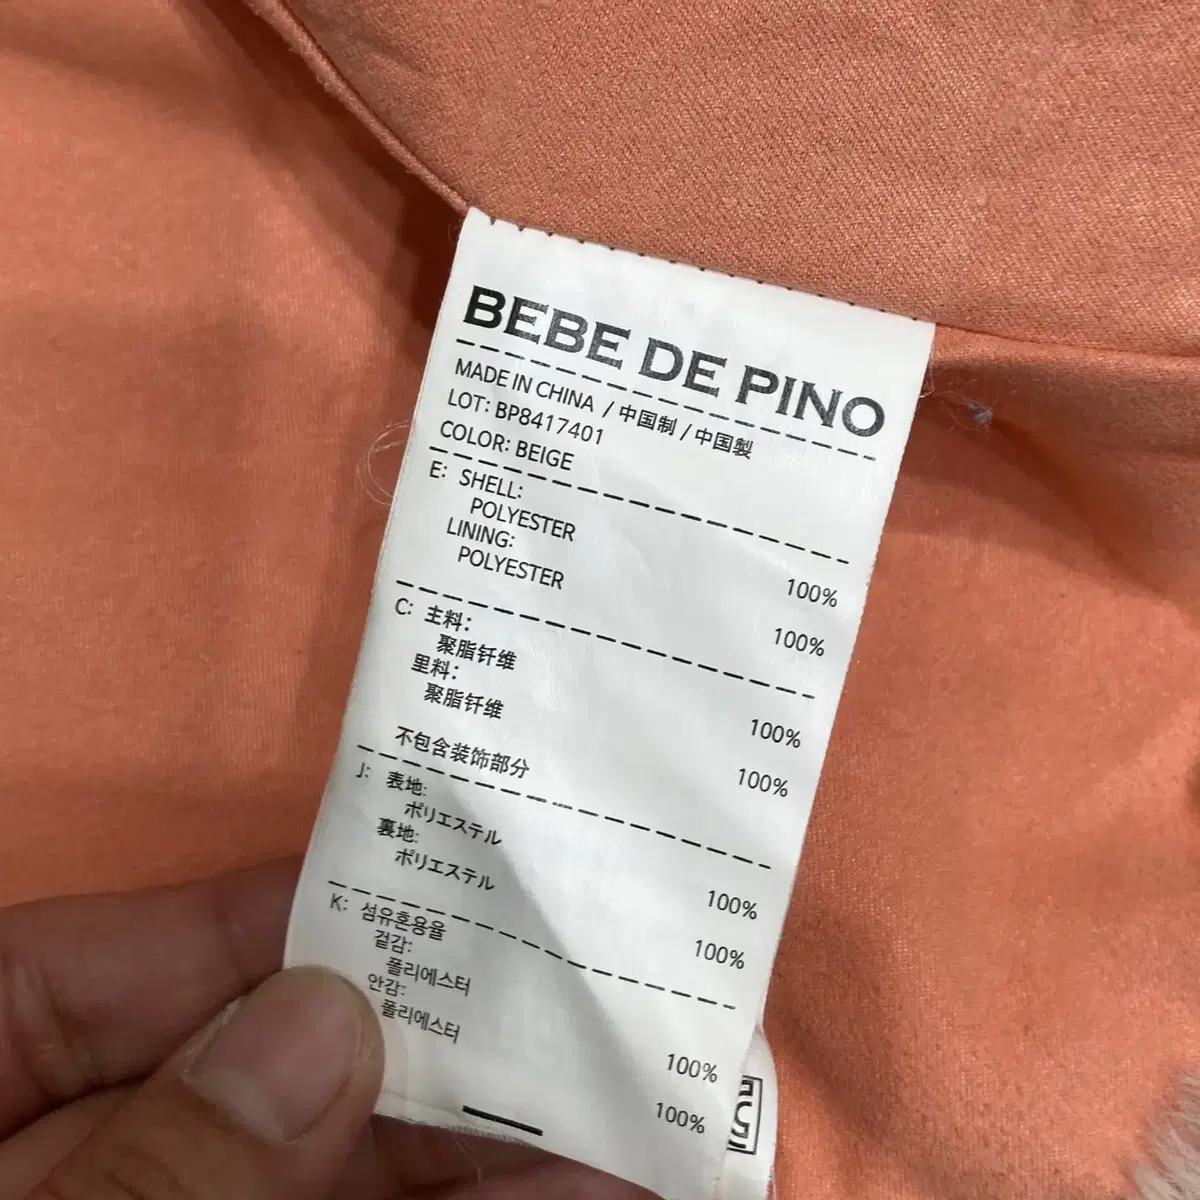 BEBE DE PINO
MADE IN CHINA / 中国制 / 中国製
LOT: BP8417401
COLOR: BEIGE
E: SHELL:
POLYESTER 100%
LINING:
POLYESTER 100%
C: 主料:
聚脂钎维 100%
里料:
聚脂钎维 100%
不包含装饰部分
J: 表地:
ポリエステル 100%
裏地:
ポリエステル 100%
K: 섬유혼용율
겉감:
폴리에스터 100%
안감:
폴리에스터 100%